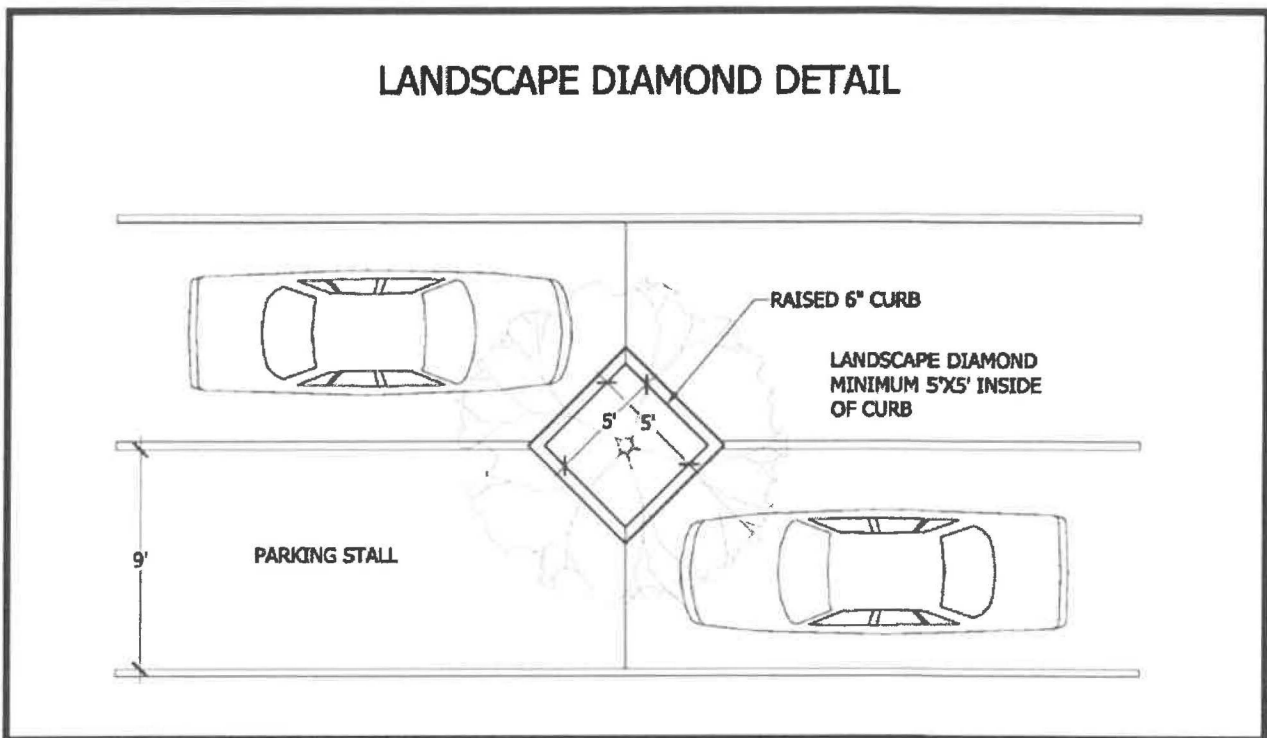 LANDSCAPE DIAMOND DETAIL
RAISED 6" CURB
LANDSCAPE DIAMOND
MINIMUM 5'X5' INSIDE
OF CURB
5'
5'
9'
PARKING STALL